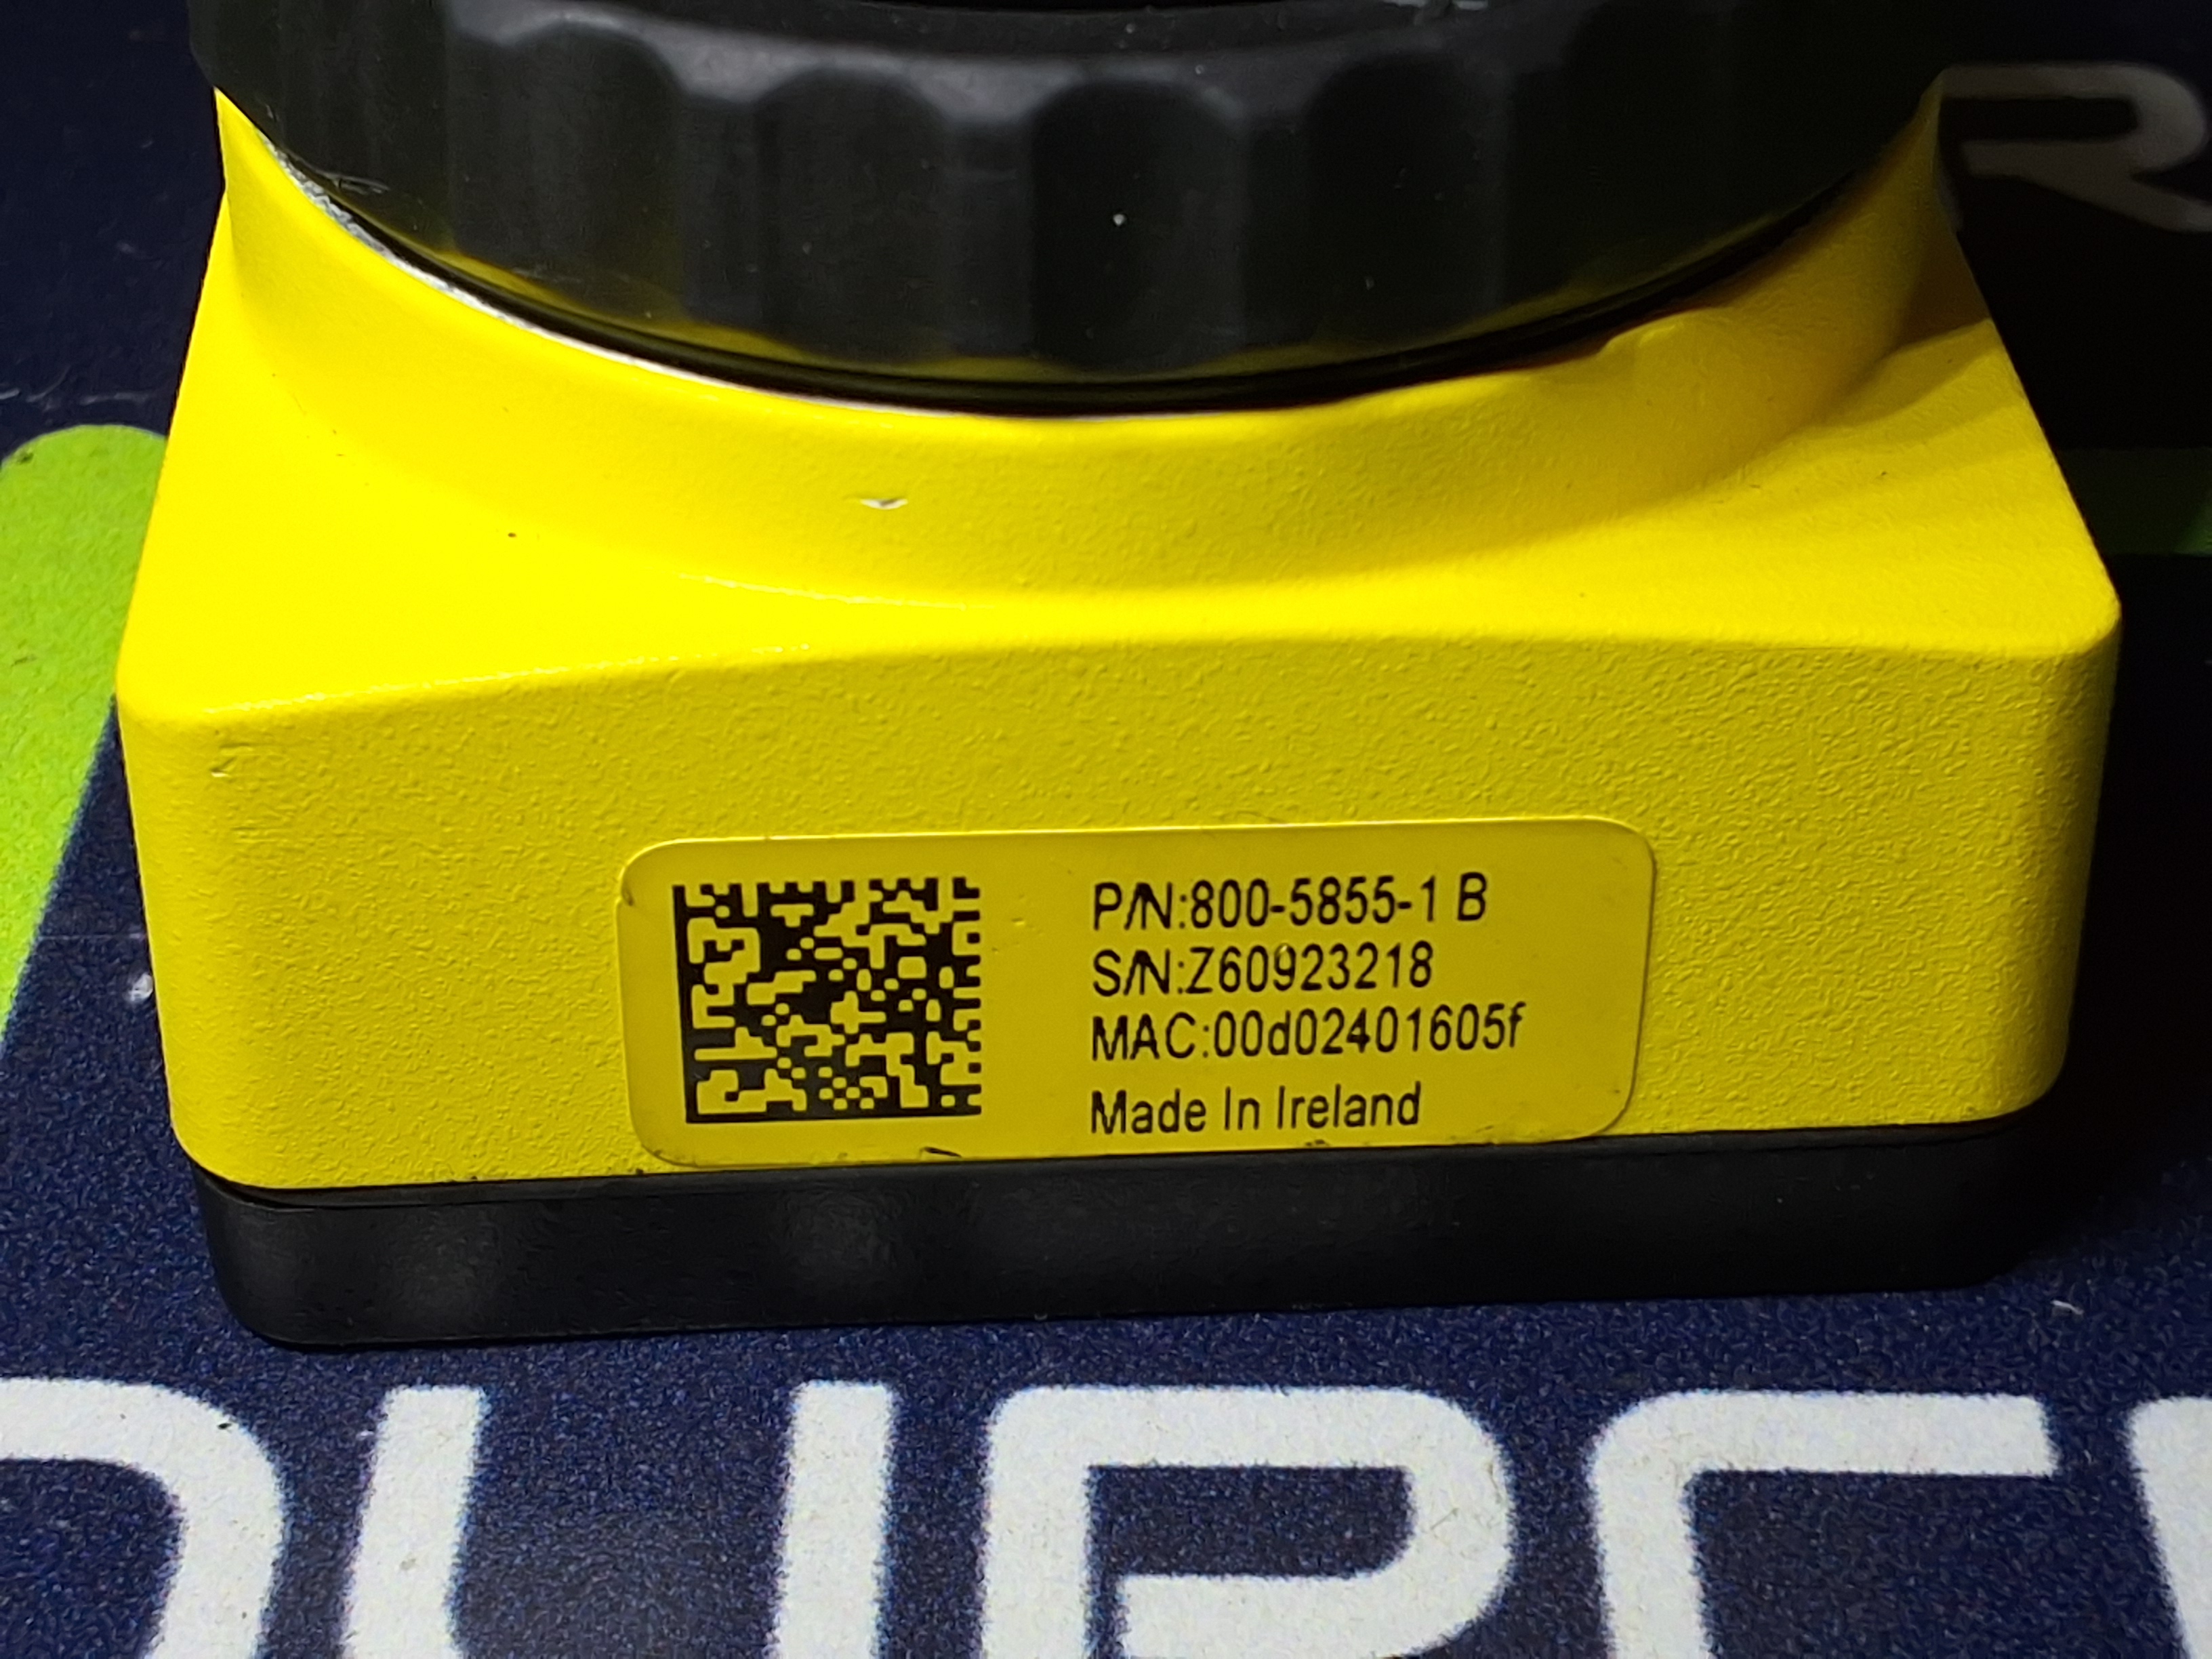 P/N:800-5855-1 B
S/N:Z60923218
MAC:00d02401605f
Made In Ireland